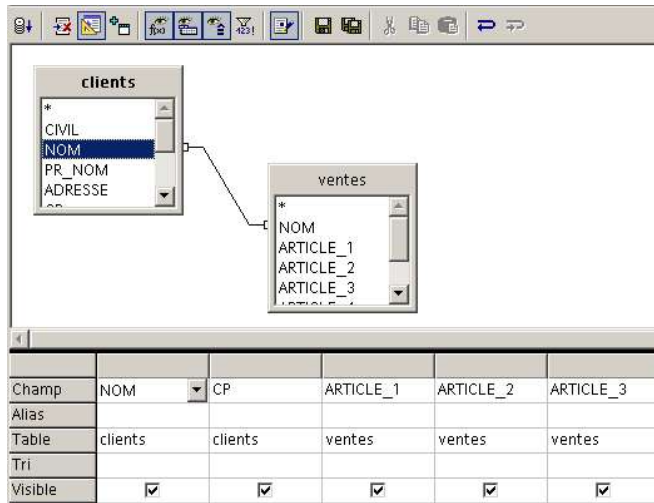 f(x)
123!
clients
*
CIVIL
NOM
PR_NOM
ADRESSE
ventes
*
NOM
ARTICLE_1
ARTICLE_2
ARTICLE_3
Champ NOM CP ARTICLE_1 ARTICLE_2 ARTICLE_3
Alias
Table clients clients ventes ventes ventes
Tri
Visible